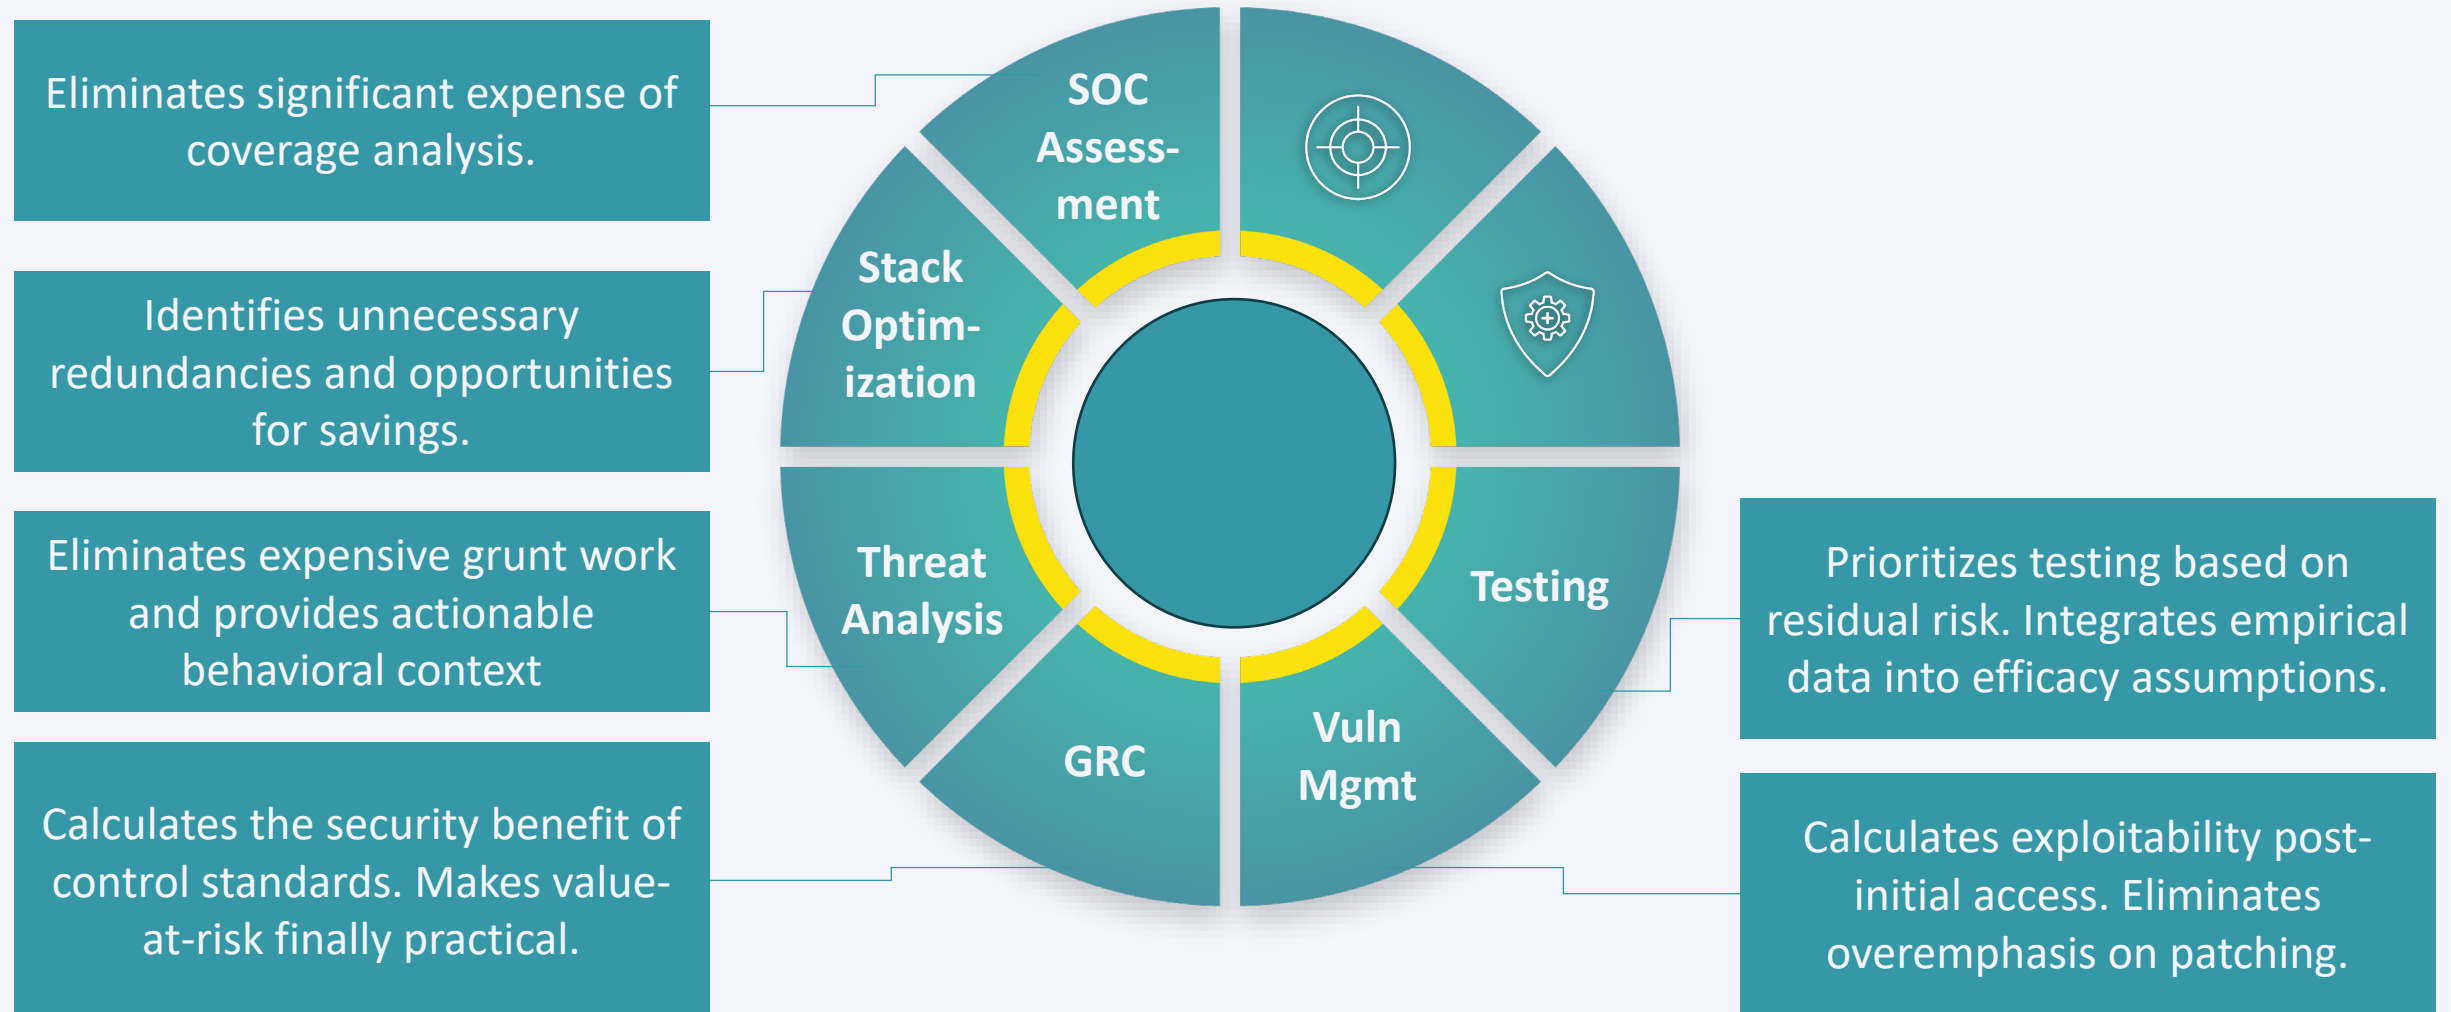 Eliminates significant expense of
coverage analysis.
Identifies unnecessary
redundancies and opportunities
for savings.
Eliminates expensive grunt work
and provides actionable
behavioral context
Calculates the security benefit of
control standards. Makes value-
at-risk finally practical.
SOC
Assess-
ment
Stack
Optim-
ization
Threat
Analysis
GRC
Vuln
Mgmt
Testing
Prioritizes testing based on
residual risk. Integrates empirical
data into efficacy assumptions.
Calculates exploitability post-
initial access. Eliminates
overemphasis on patching.